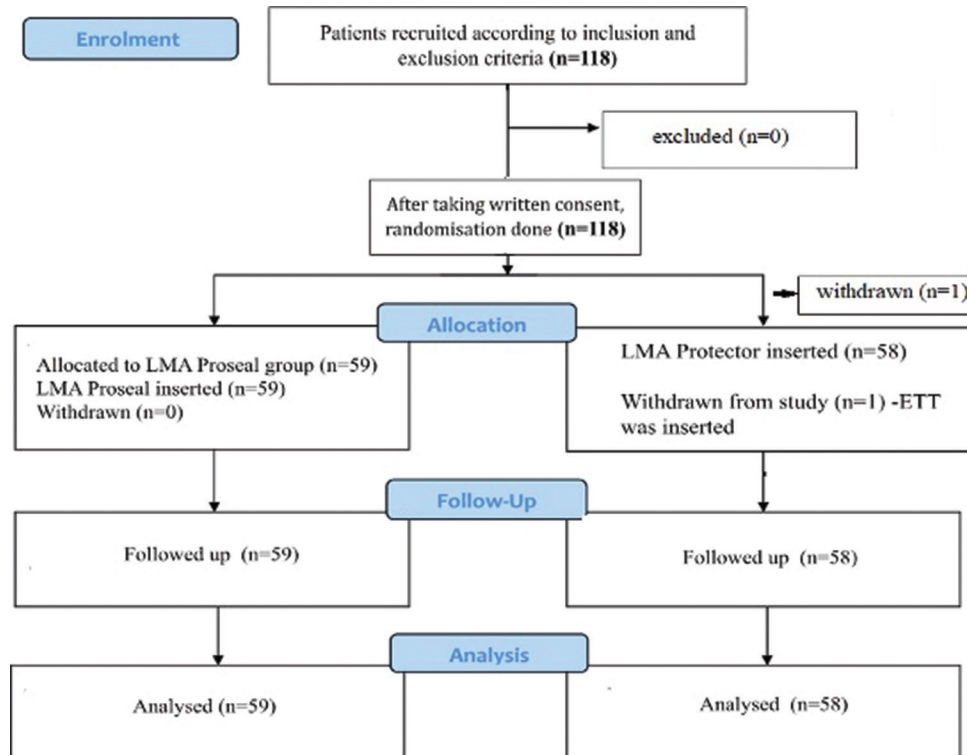 Enrolment
Patients recruited according to inclusion and
exclusion criteria (n=118)
excluded (n=0)
After taking written consent,
randomisation done (n=118)
withdrawn (n=1)
Allocation
Allocated to LMA Proseal group (n=59)
LMA Proseal inserted (n=59)
Withdrawn (n=0)
LMA Protector inserted (n=58)
Withdrawn from study (n=1) -ETT
was inserted
Follow-Up
Followed up (n=59)
Followed up (n=58)
Analysis
Analysed (n=59)
Analysed (n=58)